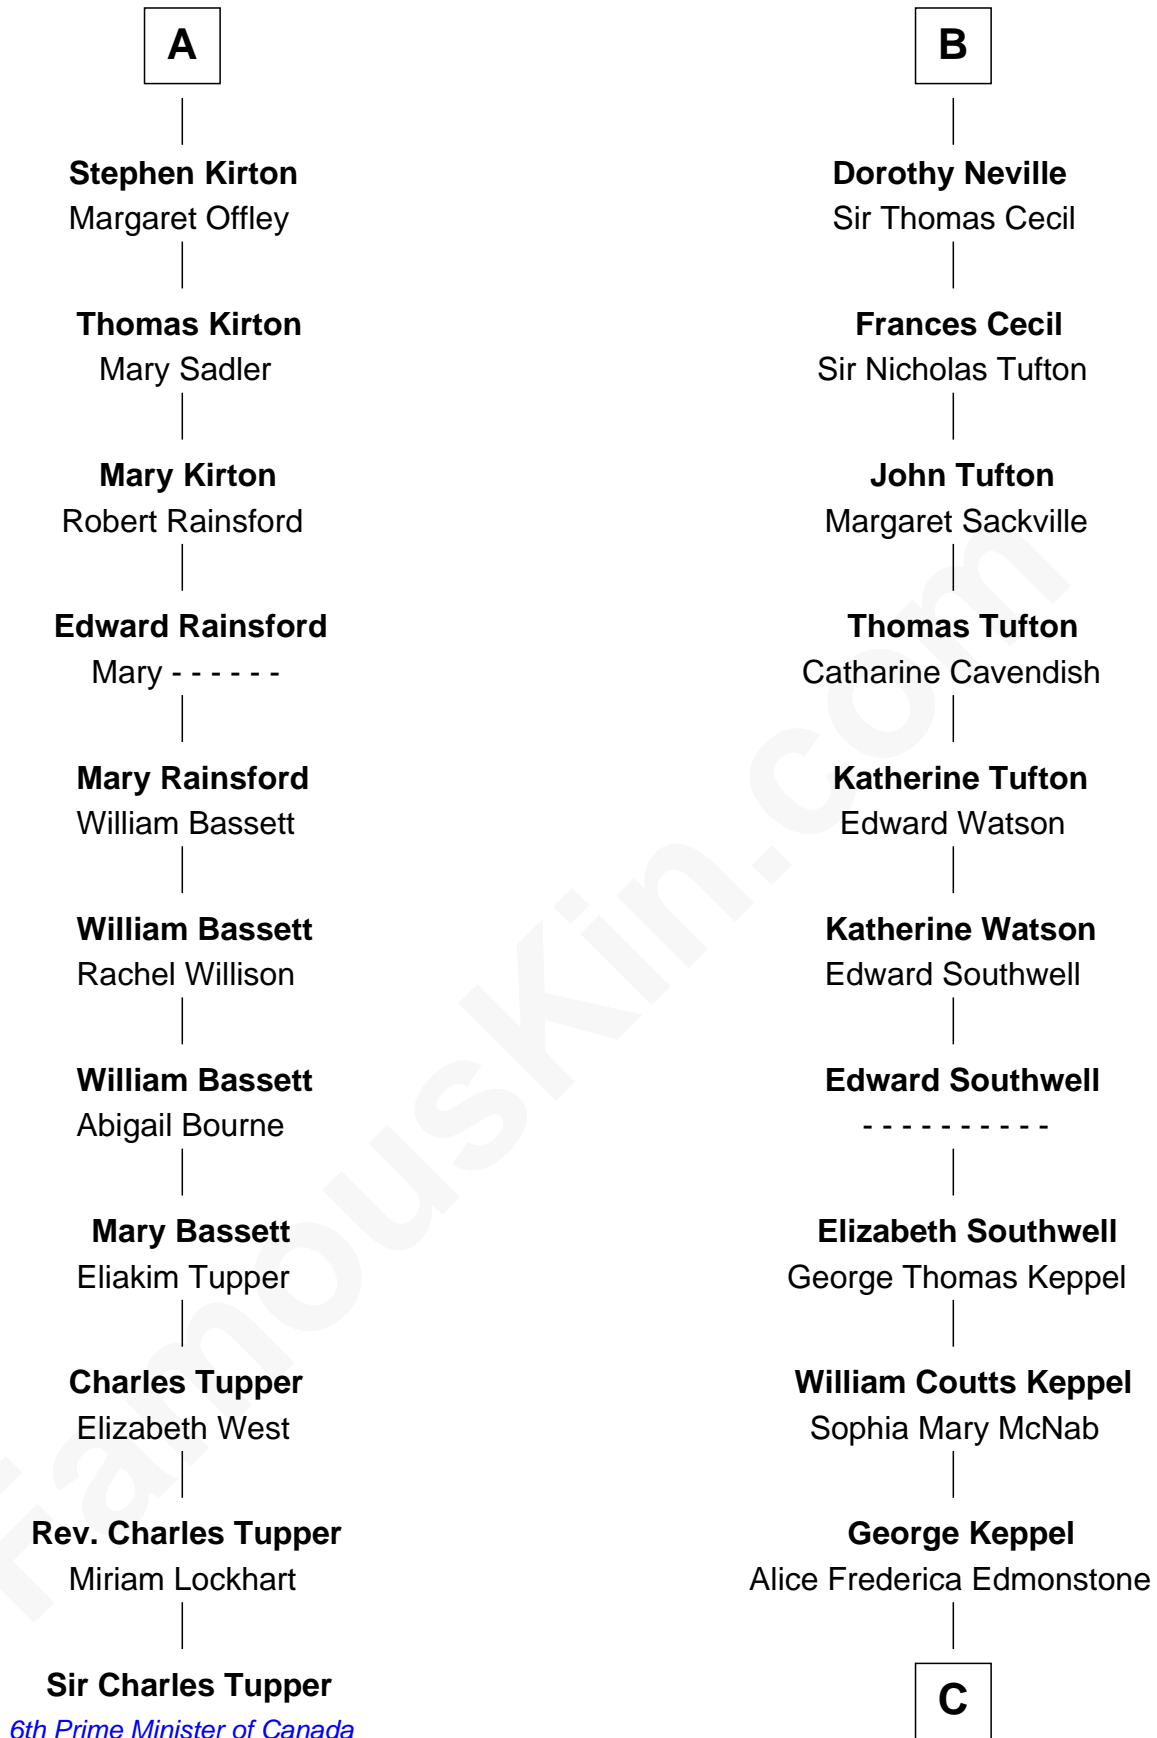 A
Stephen Kirton
Margaret Offley
Thomas Kirton
Mary Sadler
Mary Kirton
Robert Rainsford
Edward Rainsford
Mary - - - - - -
Mary Rainsford
William Bassett
William Bassett
Rachel Willison
William Bassett
Abigail Bourne
Mary Bassett
Eliakim Tupper
Charles Tupper
Elizabeth West
Rev. Charles Tupper
Miriam Lockhart
Sir Charles Tupper
6th Prime Minister of Canada
B
Dorothy Neville
Sir Thomas Cecil
Frances Cecil
Sir Nicholas Tufton
John Tufton
Margaret Sackville
Thomas Tufton
Catharine Cavendish
Katherine Tufton
Edward Watson
Katherine Watson
Edward Southwell
Edward Southwell
- - - - - - - - - -
Elizabeth Southwell
George Thomas Keppel
William Coutts Keppel
Sophia Mary McNab
George Keppel
Alice Frederica Edmonstone
C
FamousKin.com